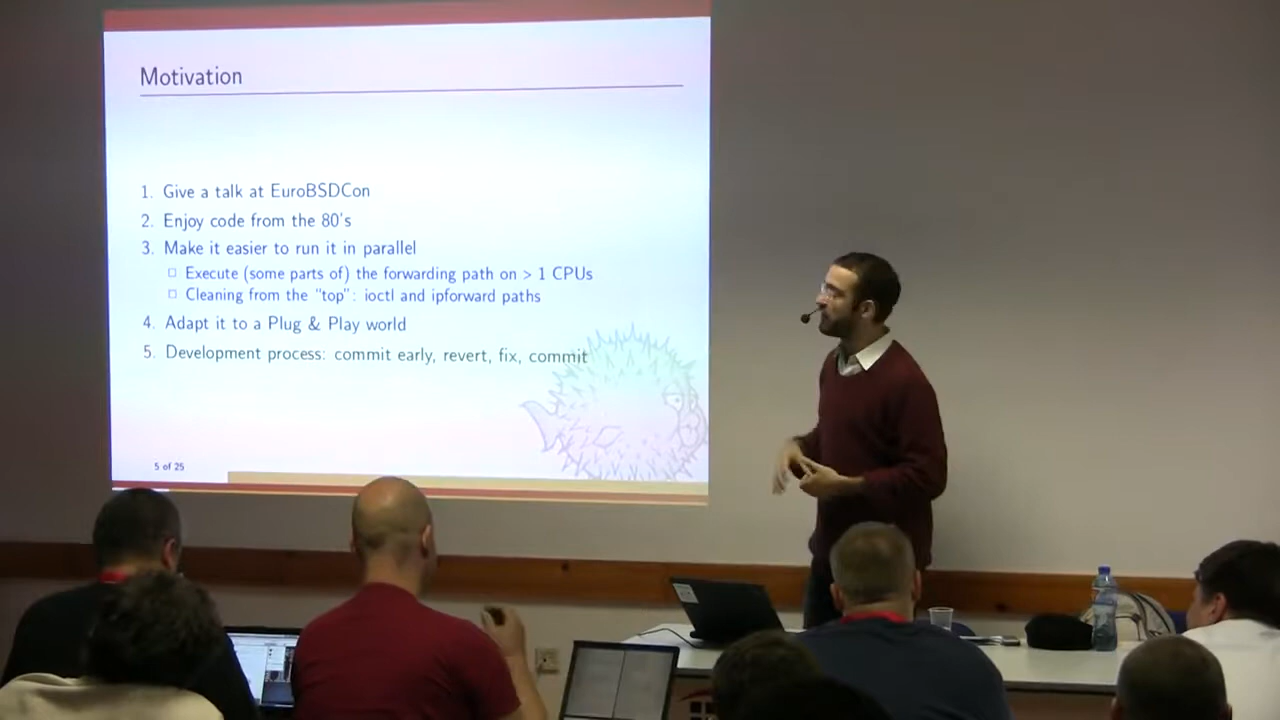 Motivation
1. Give a talk at EuroBSDCon
2. Enjoy code from the 80's
3. Make it easier to run it in parallel
□ Execute (some parts of) the forwarding path on > 1 CPUs
□ Cleaning from the "top": ioctl and ipforward paths
4. Adapt it to a Plug & Play world
5. Development process: commit early, revert, fix, commit
5 of 25